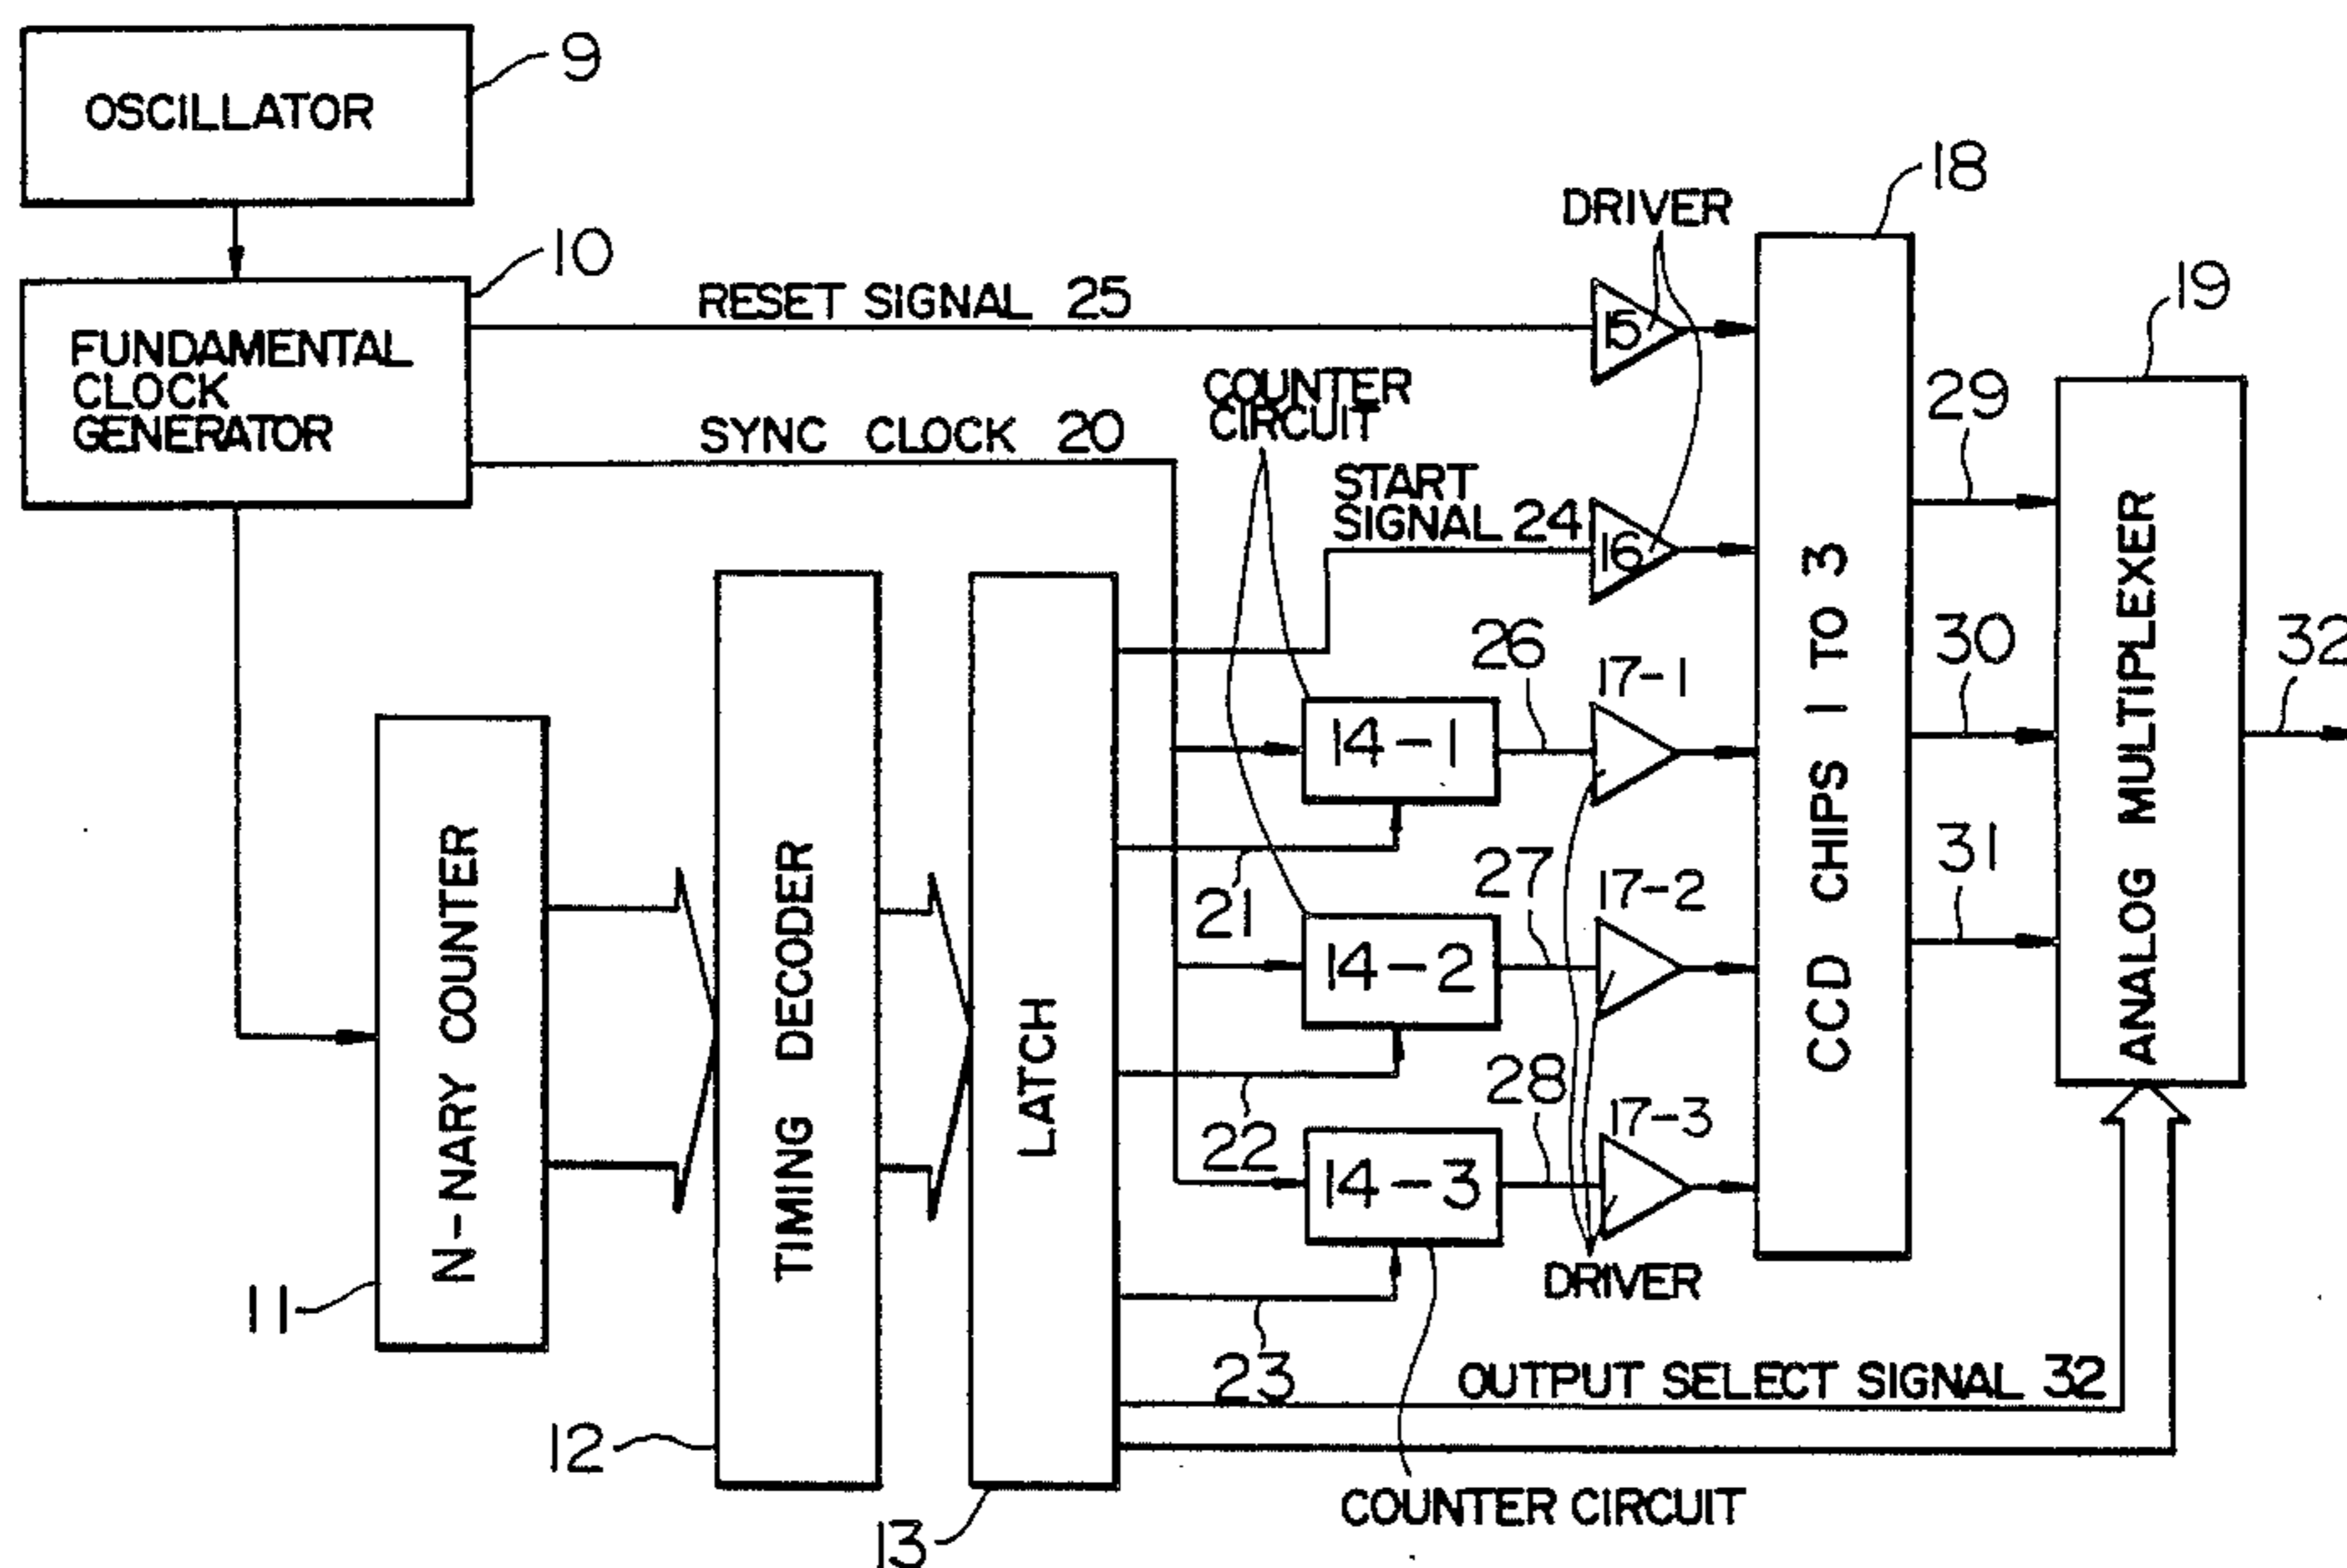 OSCILLATOR
9
FUNDAMENTAL
CLOCK
GENERATOR
10
RESET SIGNAL 25
SYNC CLOCK 20
COUNTER
CIRCUIT
START
SIGNAL 24
DRIVER
15
16
18
19
29
30
31
32
N-NARY COUNTER
11
TIMING DECODER
12
LATCH
13
14-1
14-2
14-3
21
22
23
26
27
28
17-1
17-2
17-3
DRIVER
CCD CHIPS 1 TO 3
ANALOG MULTIPLEXER
OUTPUT SELECT SIGNAL 32
COUNTER CIRCUIT